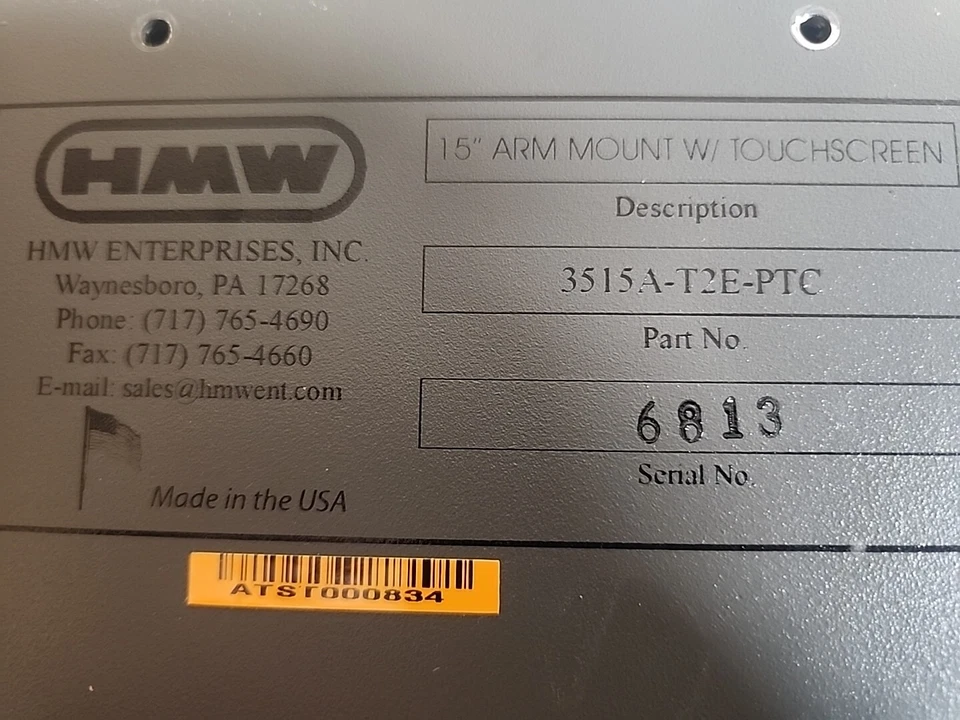 HMW
HMW ENTERPRISES, INC.
Waynesboro, PA 17268
Phone: (717) 765-4690
Fax: (717) 765-4660
E-mail: sales@hmwent.com
Made in the USA
15" ARM MOUNT W/ TOUCHSCREEN
Description
3515A-T2E-PTC
Part No.
6813
Serial No.
ATST000834